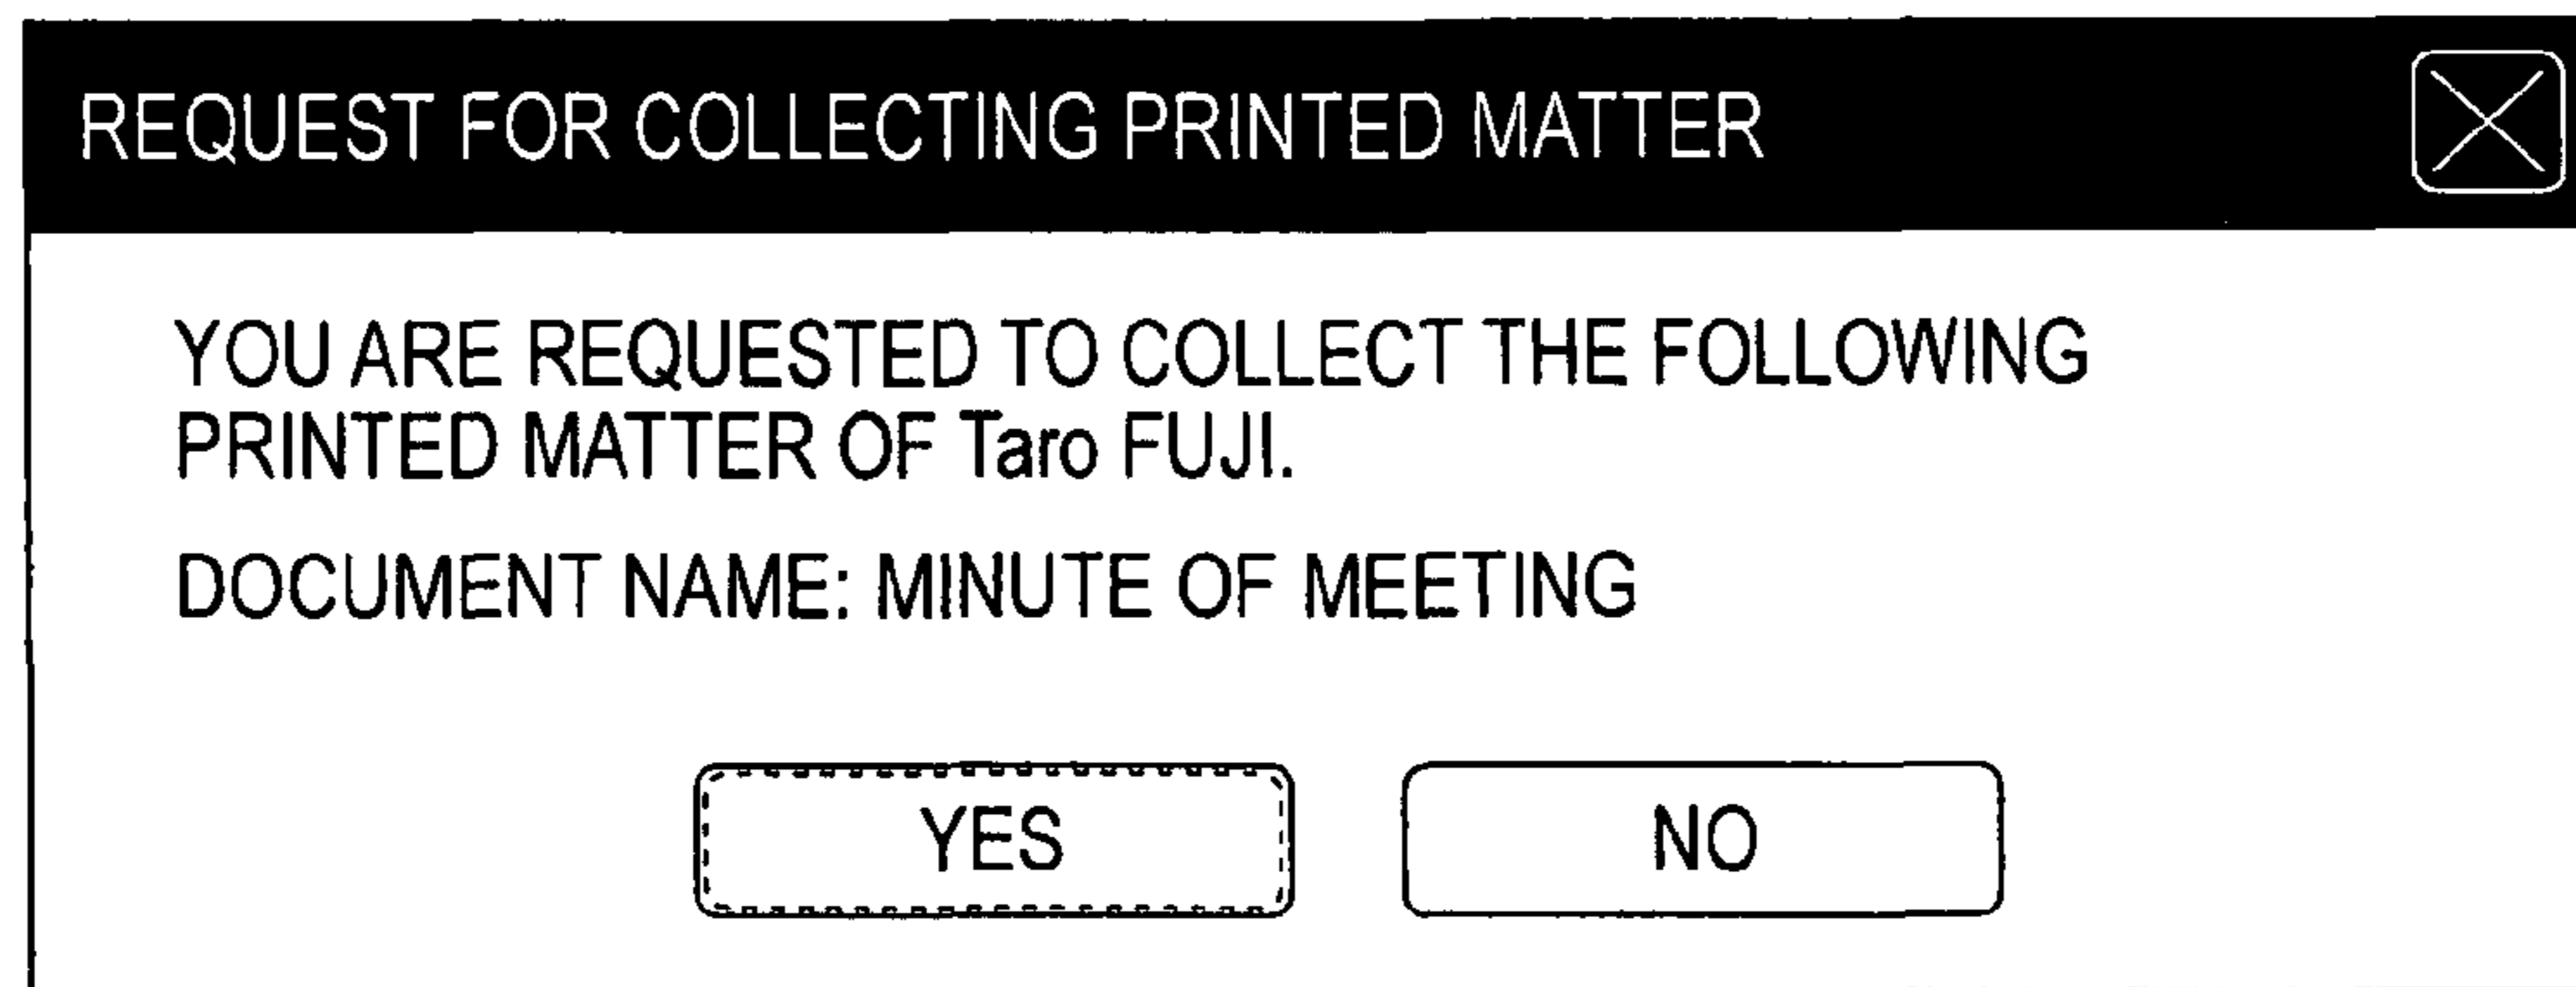 REQUEST FOR COLLECTING PRINTED MATTER
YOU ARE REQUESTED TO COLLECT THE FOLLOWING
PRINTED MATTER OF Taro FUJI.
DOCUMENT NAME: MINUTE OF MEETING
YES NO